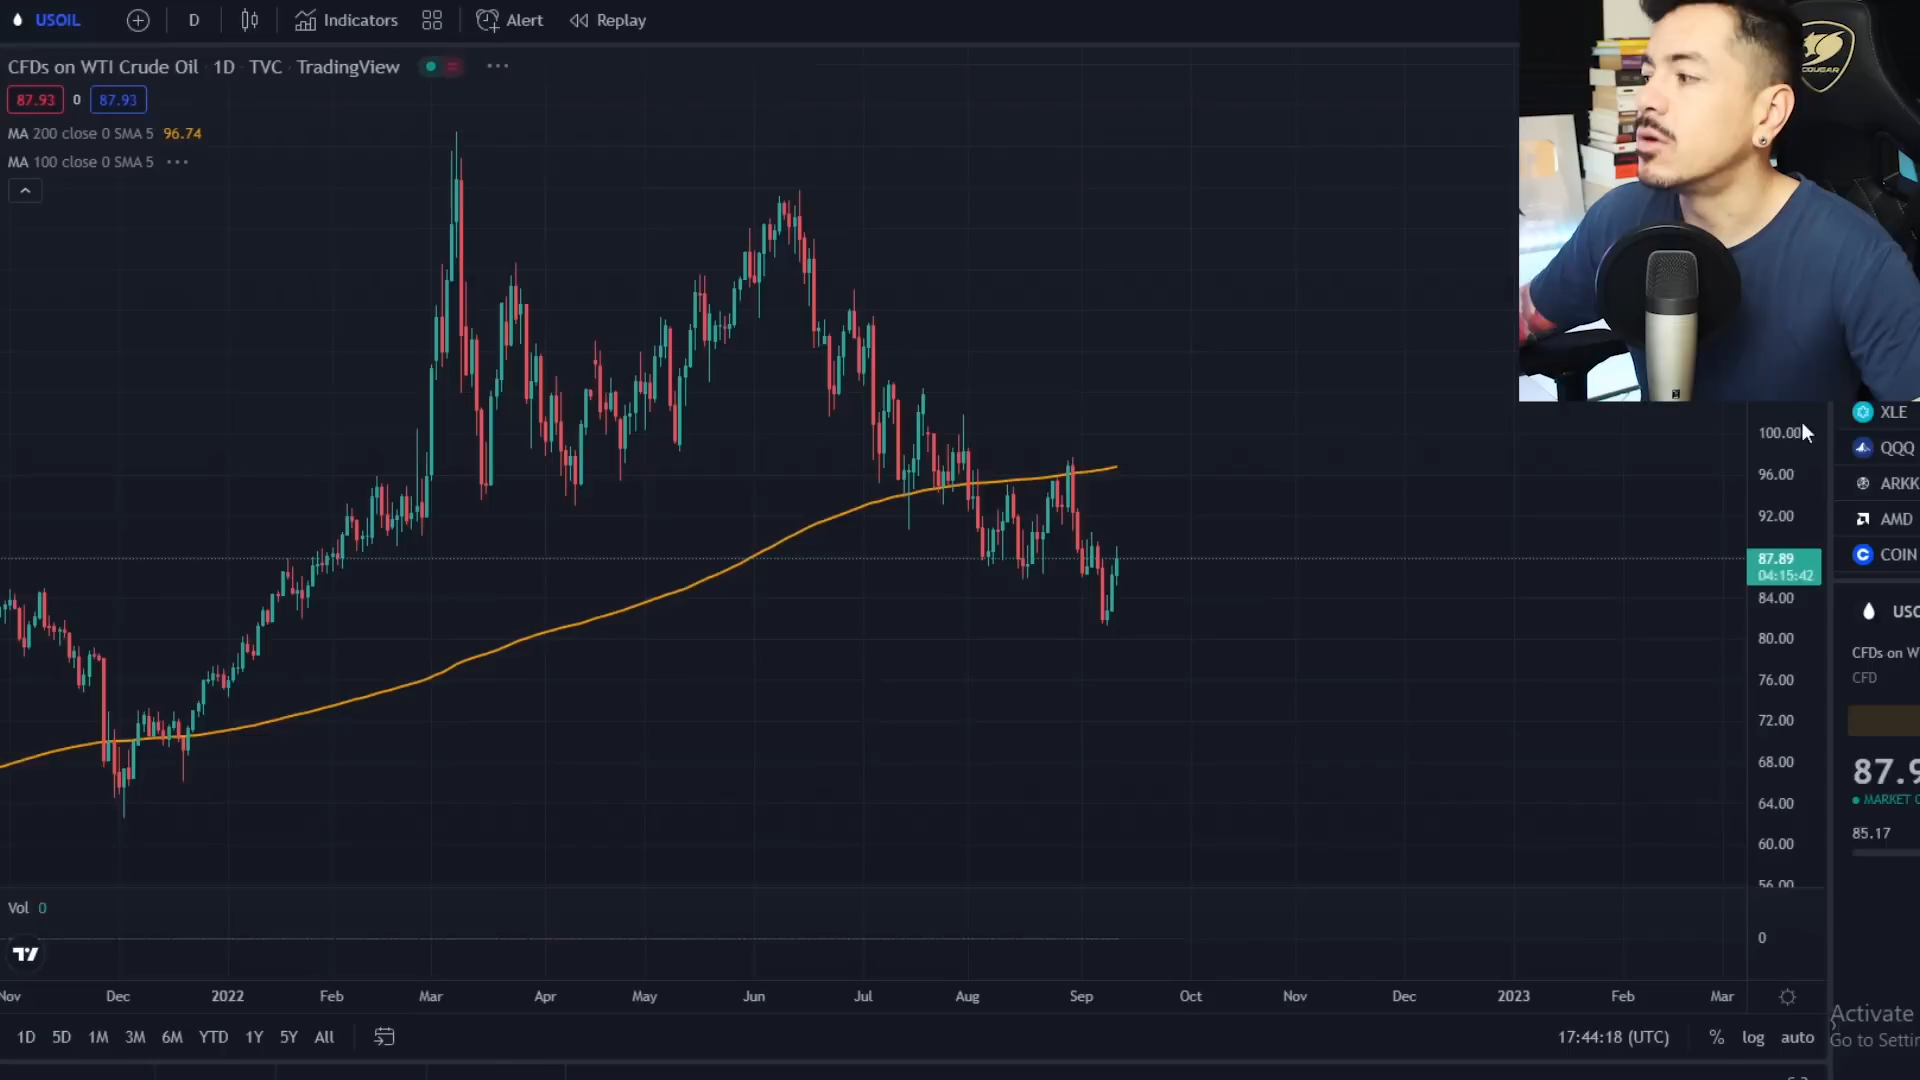 USOIL D Indicators Alert Replay
CFDs on WTI Crude Oil 1D TVC TradingView
87.93 0 87.93
MA 200 close 0 SMA 5 96.74
MA 100 close 0 SMA 5
COUGAR
XLE
QQQ
ARKK
AMD
COIN
100.00
96.00
92.00
87.89
04:15:42
84.00
80.00
76.00
72.00
68.00
64.00
60.00
56.00
USO
CFDs on W
CFD
87.9
MARKET O
85.17
Vol 0
0
Nov Dec 2022 Feb Mar Apr May Jun Jul Aug Sep Oct Nov Dec 2023 Feb Mar
1D 5D 1M 3M 6M YTD 1Y 5Y All 17:44:18 (UTC) % log auto
Activate
Go to Settin